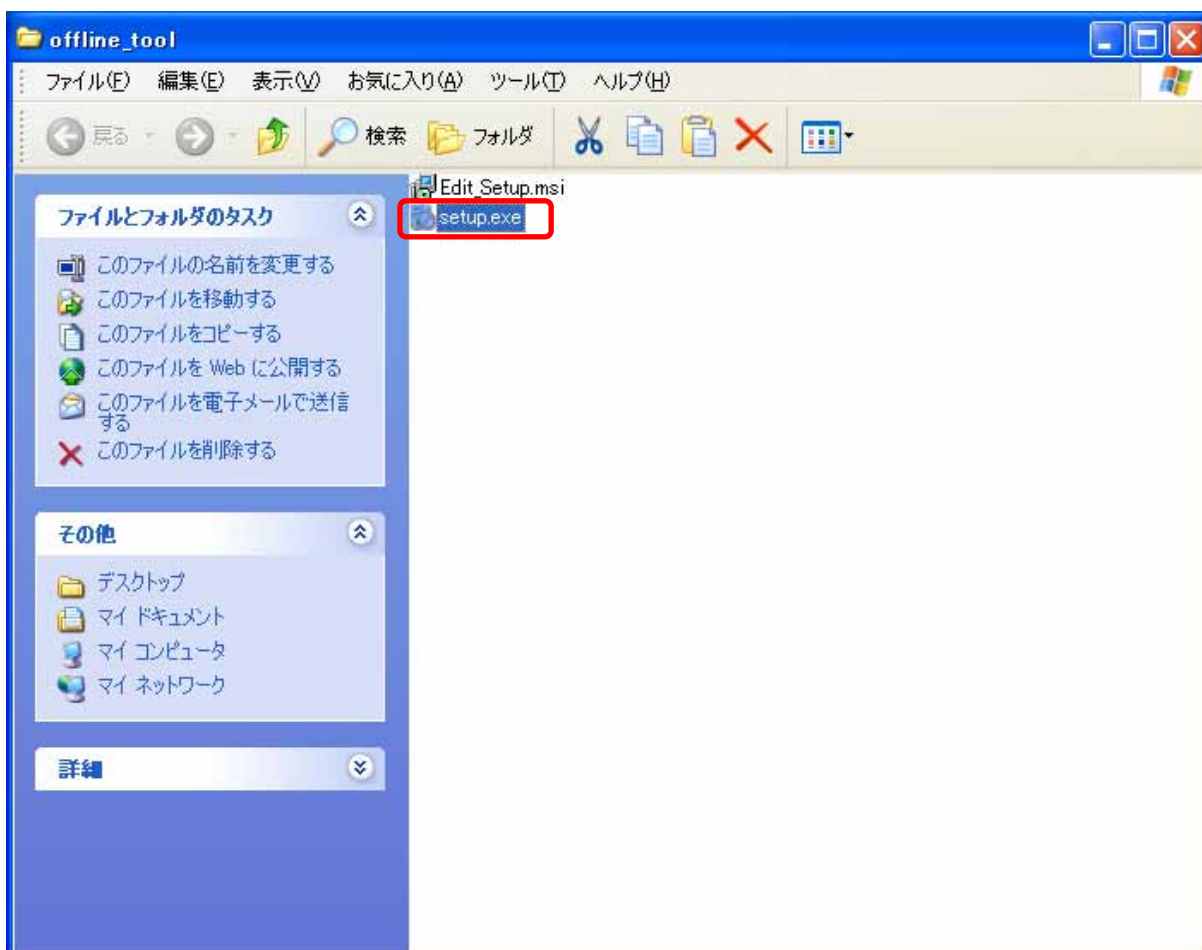 offline_tool
ファイル(F) 編集(E) 表示(V) お気に入り(A) ツール(T) ヘルプ(H)
戻る 検索 フォルダ
ファイルとフォルダのタスク
このファイルの名前を変更する
このファイルを移動する
このファイルをコピーする
このファイルを Web に公開する
このファイルを電子メールで送信
する
このファイルを削除する
その他
デスクトップ
マイ ドキュメント
マイ コンピュータ
マイ ネットワーク
詳細
Edit_Setup.msi
setup.exe